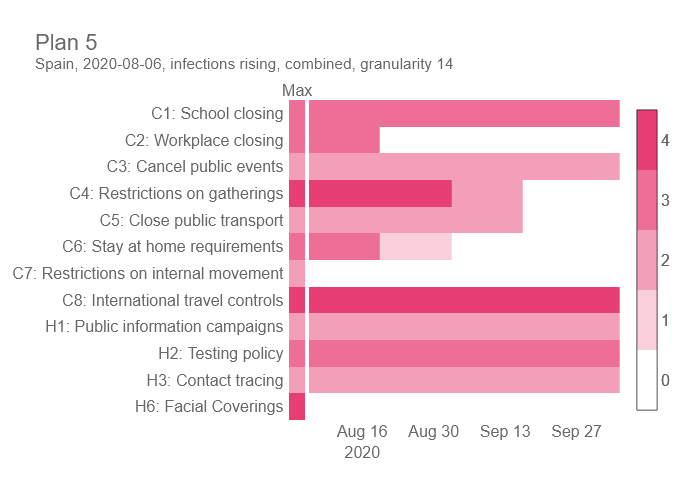 Plan 5
Spain, 2020-08-06, infections rising, combined, granularity 14
Max
C1: School closing
C2: Workplace closing
C3: Cancel public events
C4: Restrictions on gatherings
C5: Close public transport
C6: Stay at home requirements
C7: Restrictions on internal movement
C8: International travel controls
H1: Public information campaigns
H2: Testing policy
H3: Contact tracing
H6: Facial Coverings
Aug 16 Aug 30 Sep 13 Sep 27
2020
4
3
2
1
0